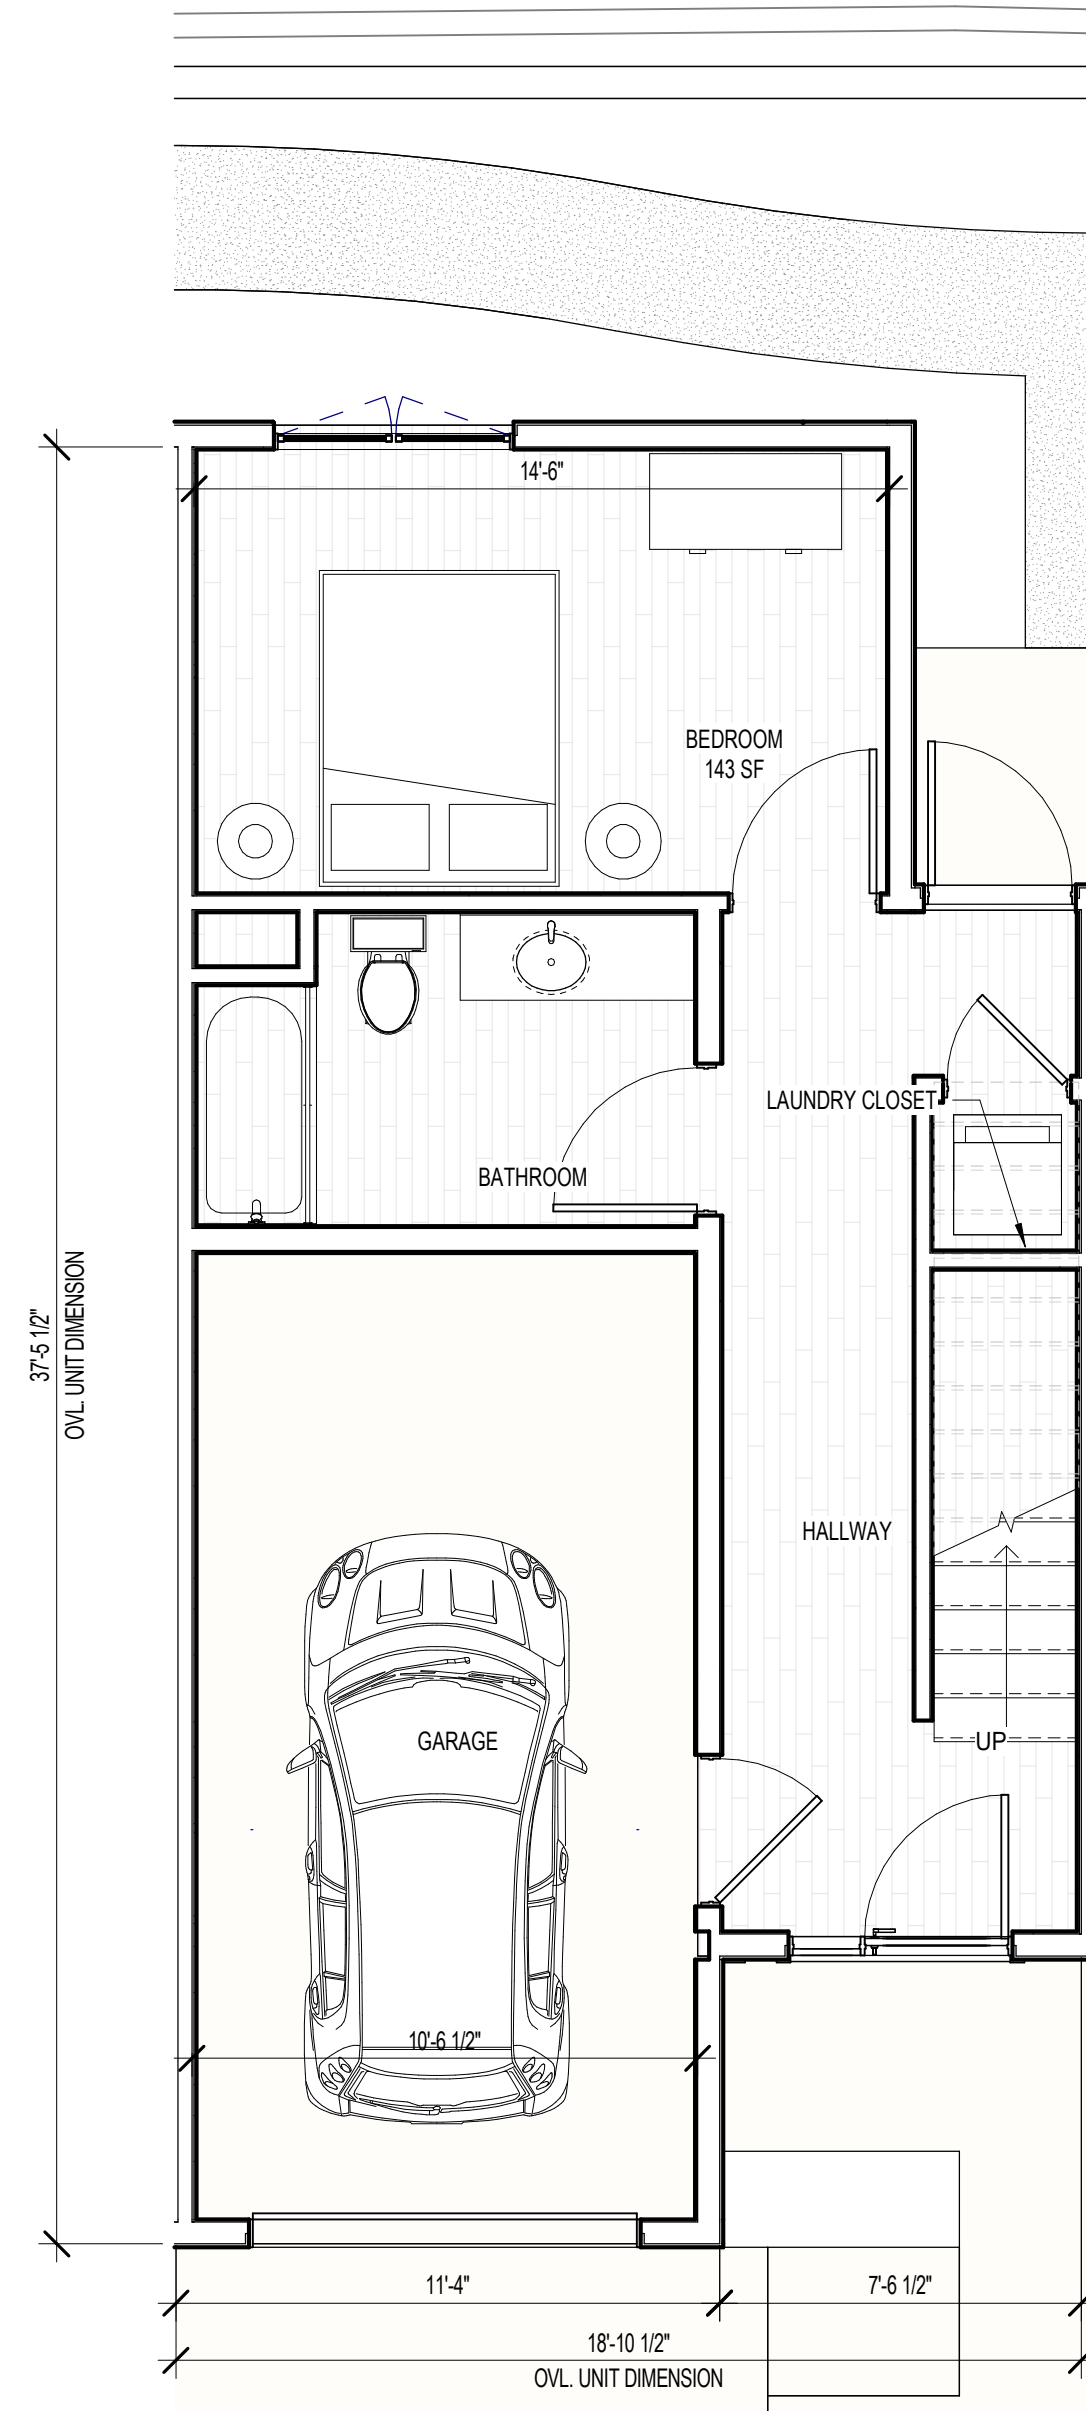 14'-6"
BEDROOM
143 SF
LAUNDRY CLOSET
BATHROOM
37'-5 1/2"
OVL. UNIT DIMENSION
HALLWAY
GARAGE
UP
10'-6 1/2"
11'-4"
7'-6 1/2"
18'-10 1/2"
OVL. UNIT DIMENSION